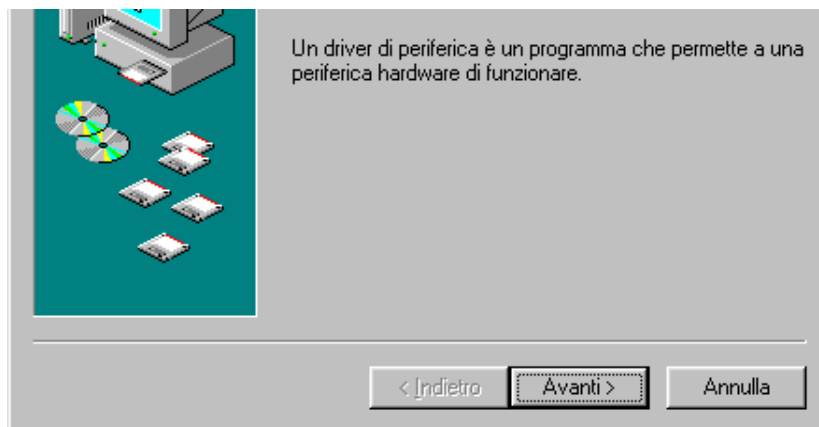 Un driver di periferica è un programma che permette a una
periferica hardware di funzionare.
< Indietro
Avanti >
Annulla